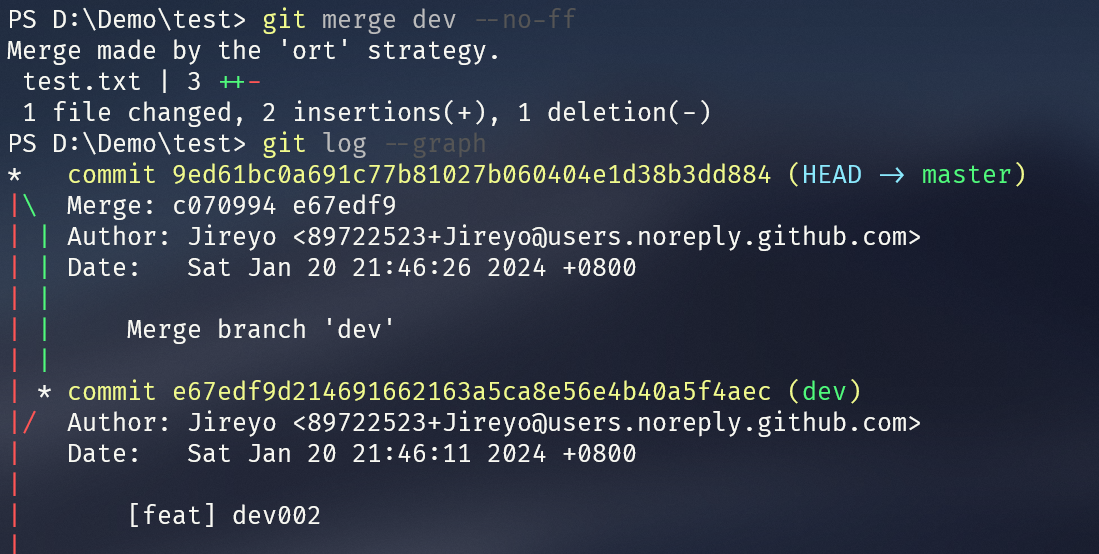 PS D:\Demo\test> git merge dev --no-ff
Merge made by the 'ort' strategy.
 test.txt | 3 ++-
 1 file changed, 2 insertions(+), 1 deletion(-)
PS D:\Demo\test> git log --graph
*   commit 9ed61bc0a691c77b81027b060404e1d38b3dd884 (HEAD -> master)
|\  Merge: c070994 e67edf9
| | Author: Jireyo <89722523+Jireyo@users.noreply.github.com>
| | Date:   Sat Jan 20 21:46:26 2024 +0800
| |
| |     Merge branch 'dev'
| |
| * commit e67edf9d214691662163a5ca8e56e4b40a5f4aec (dev)
|/  Author: Jireyo <89722523+Jireyo@users.noreply.github.com>
|   Date:   Sat Jan 20 21:46:11 2024 +0800
|
|       [feat] dev002
|